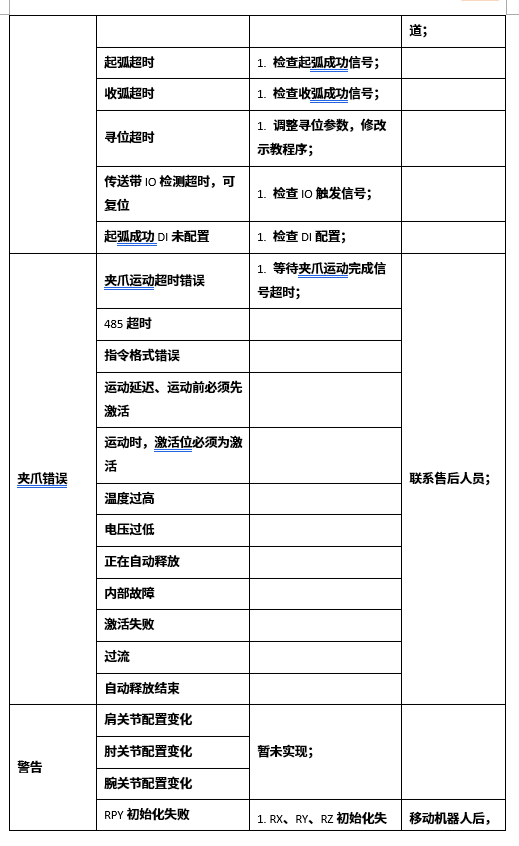 道；
起弧超时
1. 检查起弧成功信号；
收弧超时
1. 检查收弧成功信号；
寻位超时
1. 调整寻位参数，修改
示教程序；
传送带 IO 检测超时，可
复位
1. 检查 IO 触发信号；
起弧成功 DI 未配置
1. 检查 DI 配置；
夹爪错误
夹爪运动超时错误
1. 等待夹爪运动完成信
号超时；
联系售后人员；
485 超时
指令格式错误
运动延迟、运动前必须先
激活
运动时，激活位必须为激
活
温度过高
电压过低
正在自动释放
内部故障
激活失败
过流
自动释放结束
警告
肩关节配置变化
暂未实现；
肘关节配置变化
腕关节配置变化
RPY 初始化失败
1. RX、RY、RZ 初始化失
移动机器人后，